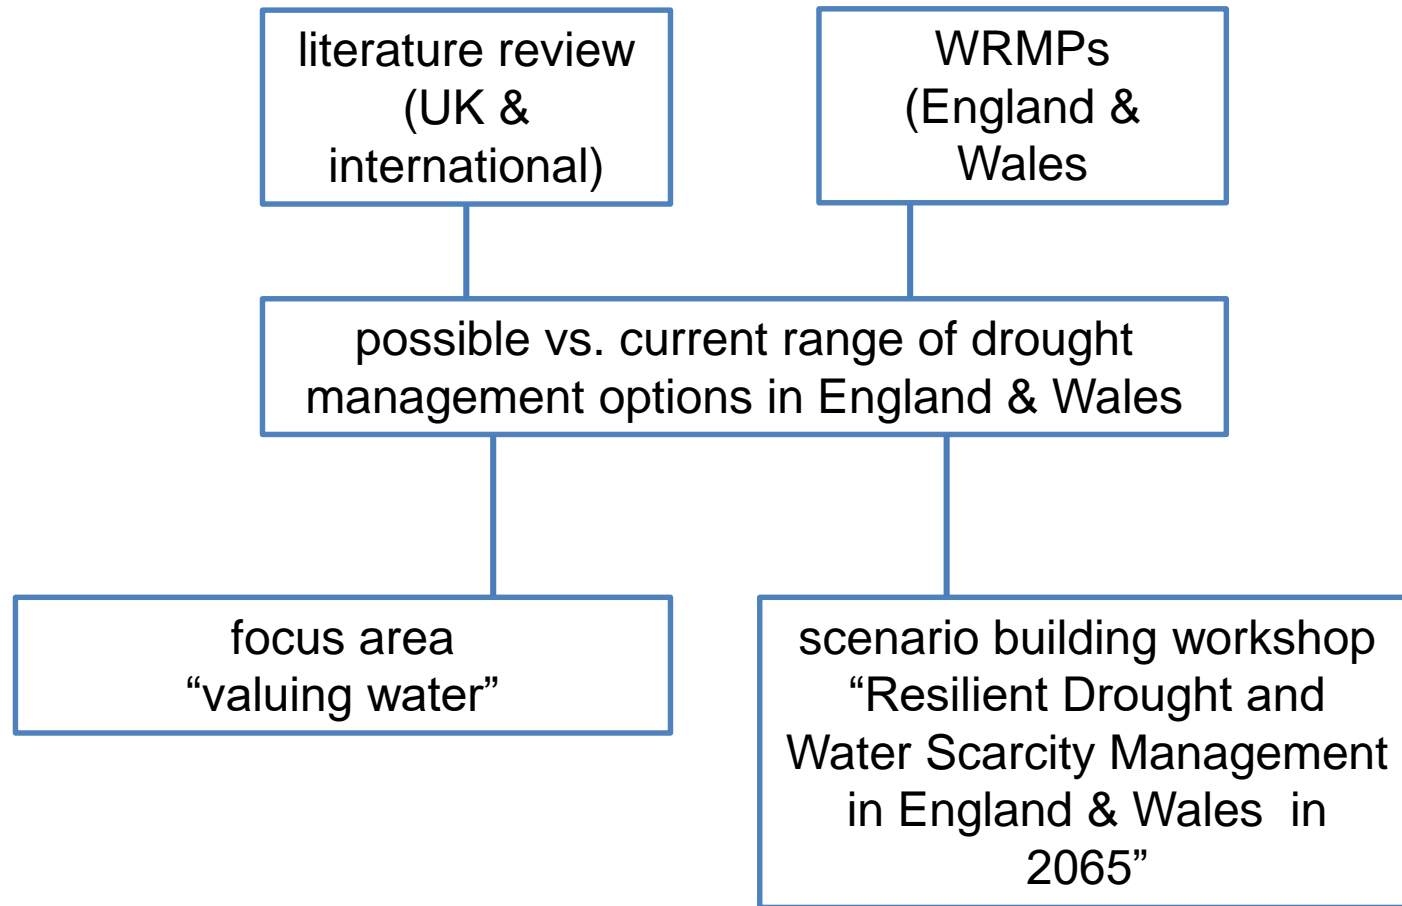 literature review
(UK &
international)
WRMPs
(England &
Wales
possible vs. current range of drought
management options in England & Wales
focus area
“valuing water”
scenario building workshop
“Resilient Drought and
Water Scarcity Management
in England & Wales  in
2065”